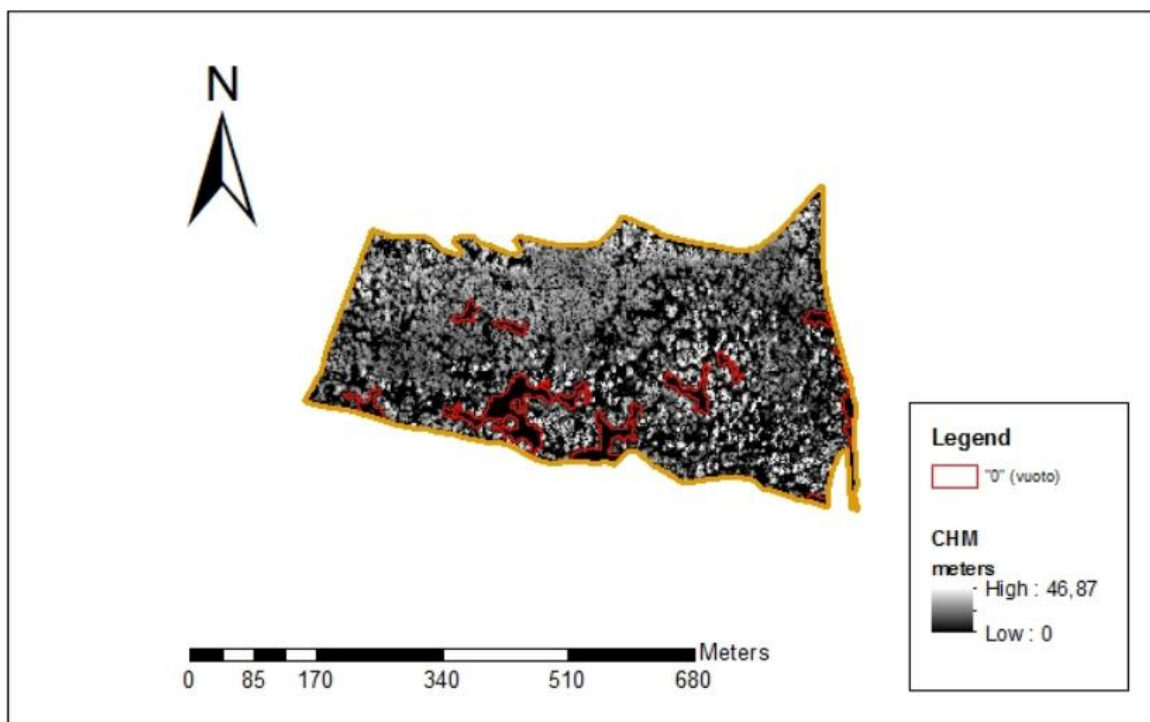 N
Legend
"0" (vuoto)
CHM
meters
High : 46,87
Low : 0
Meters
0 85 170 340 510 680